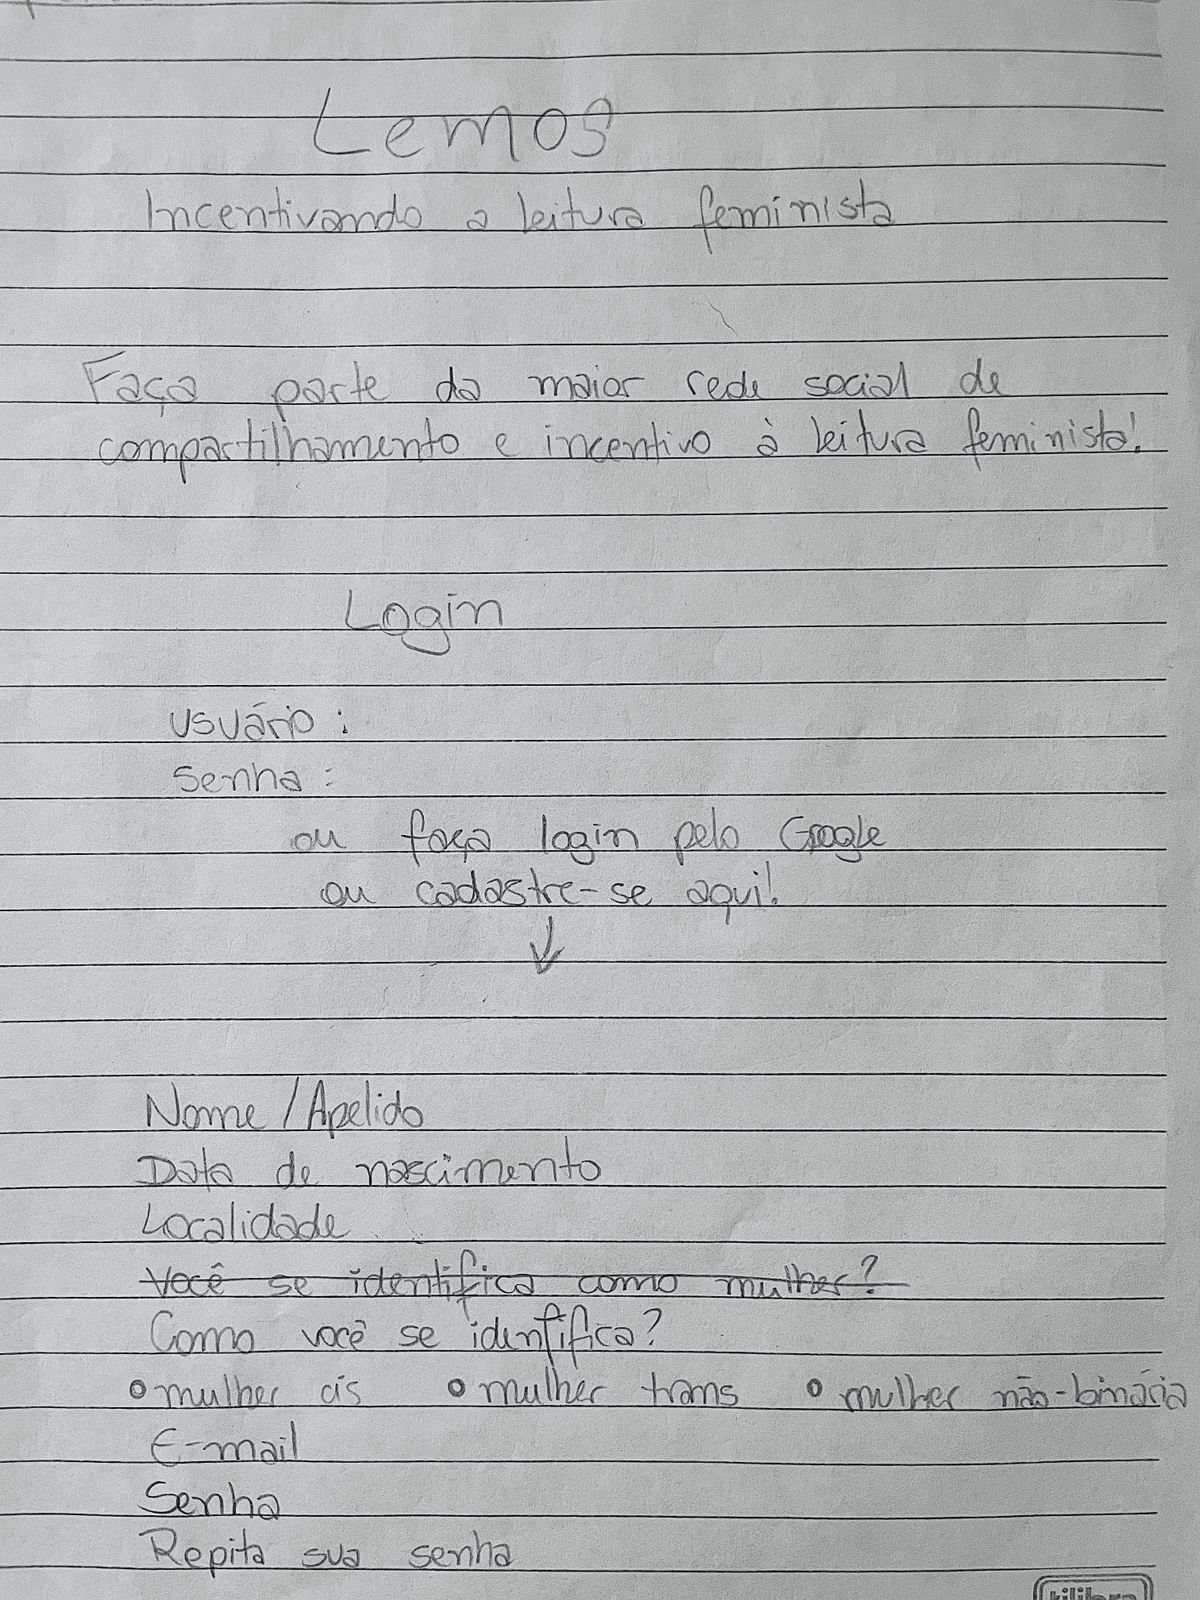 Lemos
Incentivando a leitura feminista
Faça parte da maior rede social de
compartilhamento e incentivo à leitura feminista!
Login
usuário :
senha :
ou faça login pelo Google
ou cadastre-se aqui!
Nome / Apelido
Data de nascimento
Localidade
Você se identifica como mulher?
Como você se identifica?
mulher cis mulher trans mulher não-binária
E-mail
Senha
Repita sua senha
tilibra